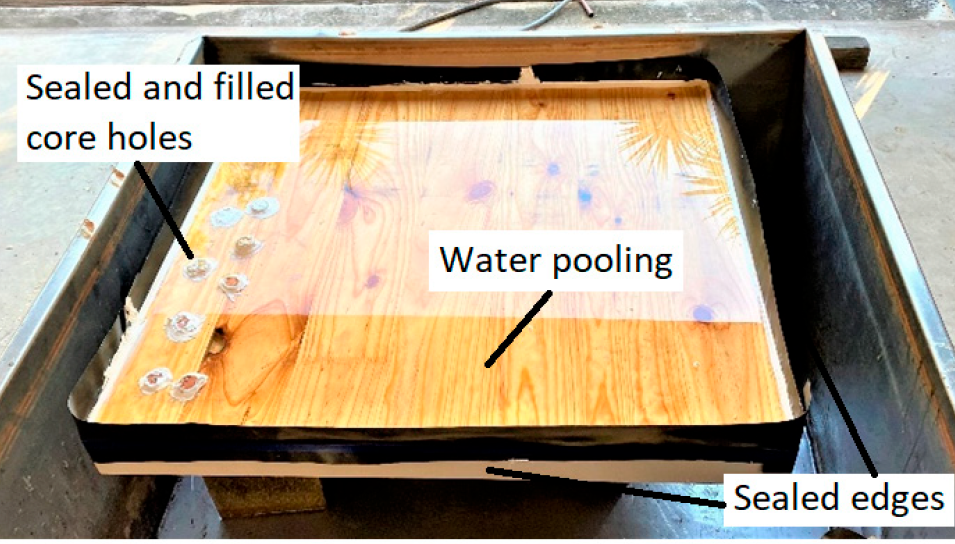 Sealed and filled
core holes
Water pooling
Sealed edges